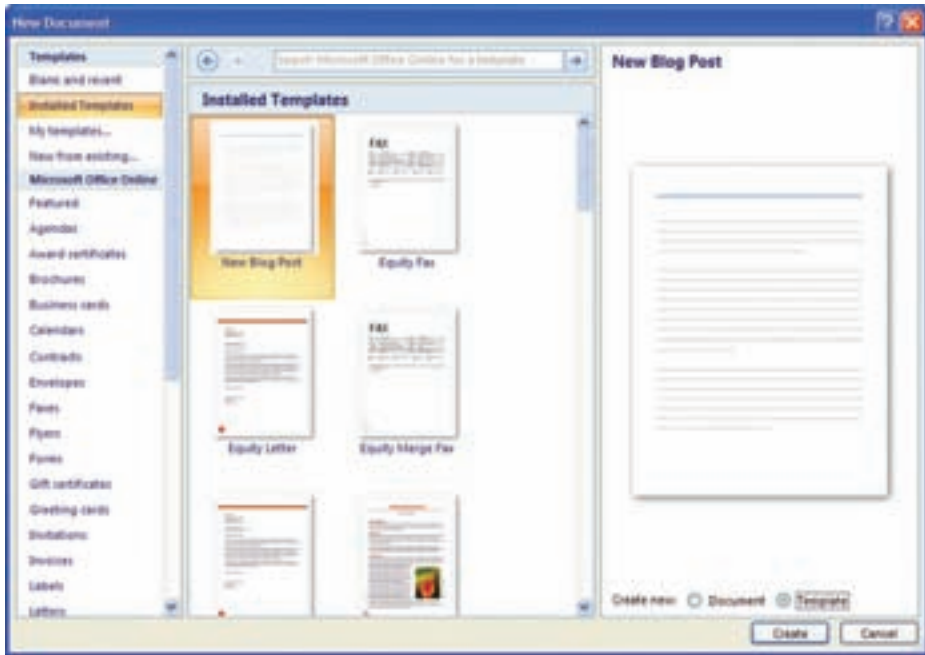 New Document
Templates
Blank and recent
Installed Templates
My templates...
New from existing...
Microsoft Office Online
Featured
Agendas
Award certificates
Brochures
Business cards
Calendars
Contracts
Envelopes
Faxes
Flyers
Forms
Gift certificates
Greeting cards
Invitations
Invoices
Labels
Letters
Search Microsoft Office Online for a template
Installed Templates
FAX
New Blog Post
Equity Fax
FAX
Equity Letter
Equity Merge Fax
New Blog Post
Create new: Document Template
Create Cancel